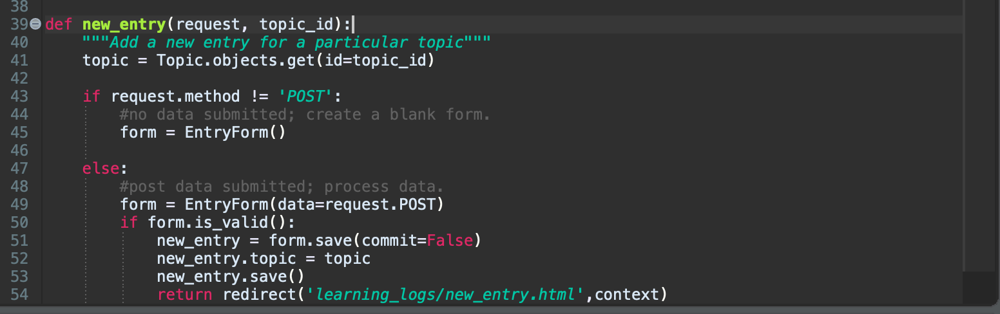 38
39 def new_entry(request, topic_id):
40     """Add a new entry for a particular topic"""
41     topic = Topic.objects.get(id=topic_id)
42
43     if request.method != 'POST':
44         #no data submitted; create a blank form.
45         form = EntryForm()
46
47     else:
48         #post data submitted; process data.
49         form = EntryForm(data=request.POST)
50         if form.is_valid():
51             new_entry = form.save(commit=False)
52             new_entry.topic = topic
53             new_entry.save()
54             return redirect('learning_logs/new_entry.html',context)